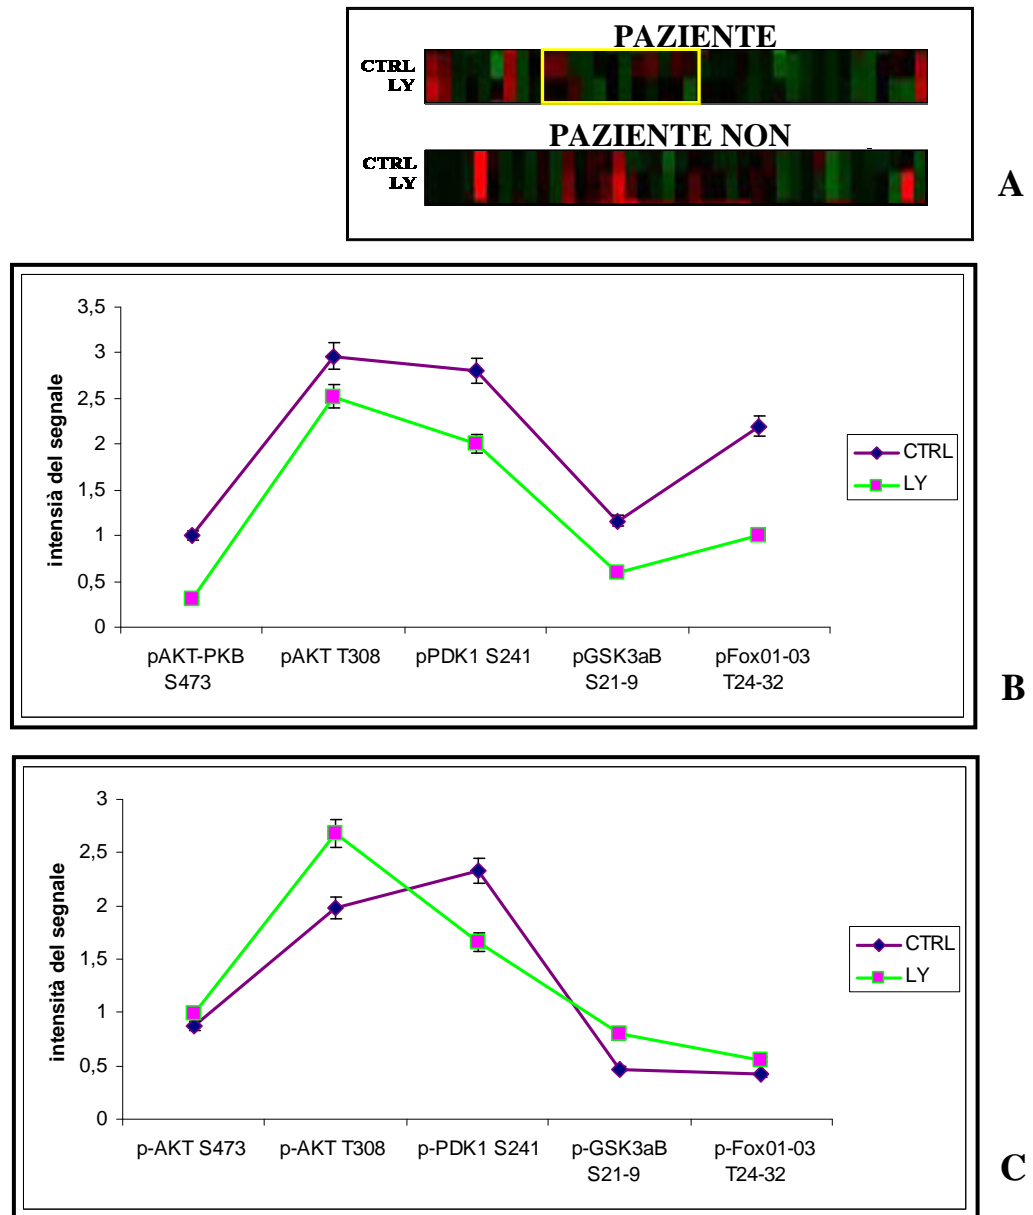 PAZIENTE
CTRL
LY
PAZIENTE NON
CTRL
LY
A
3,5
3
2,5
2
1,5
1
0,5
0
intensià del segnale
pAKT-PKB S473
pAKT T308
pPDK1 S241
pGSK3aB S21-9
pFox01-03 T24-32
CTRL
LY
B
3
2,5
2
1,5
1
0,5
0
intensità del segnale
p-AKT S473
p-AKT T308
p-PDK1 S241
p-GSK3aB S21-9
p-Fox01-03 T24-32
CTRL
LY
C